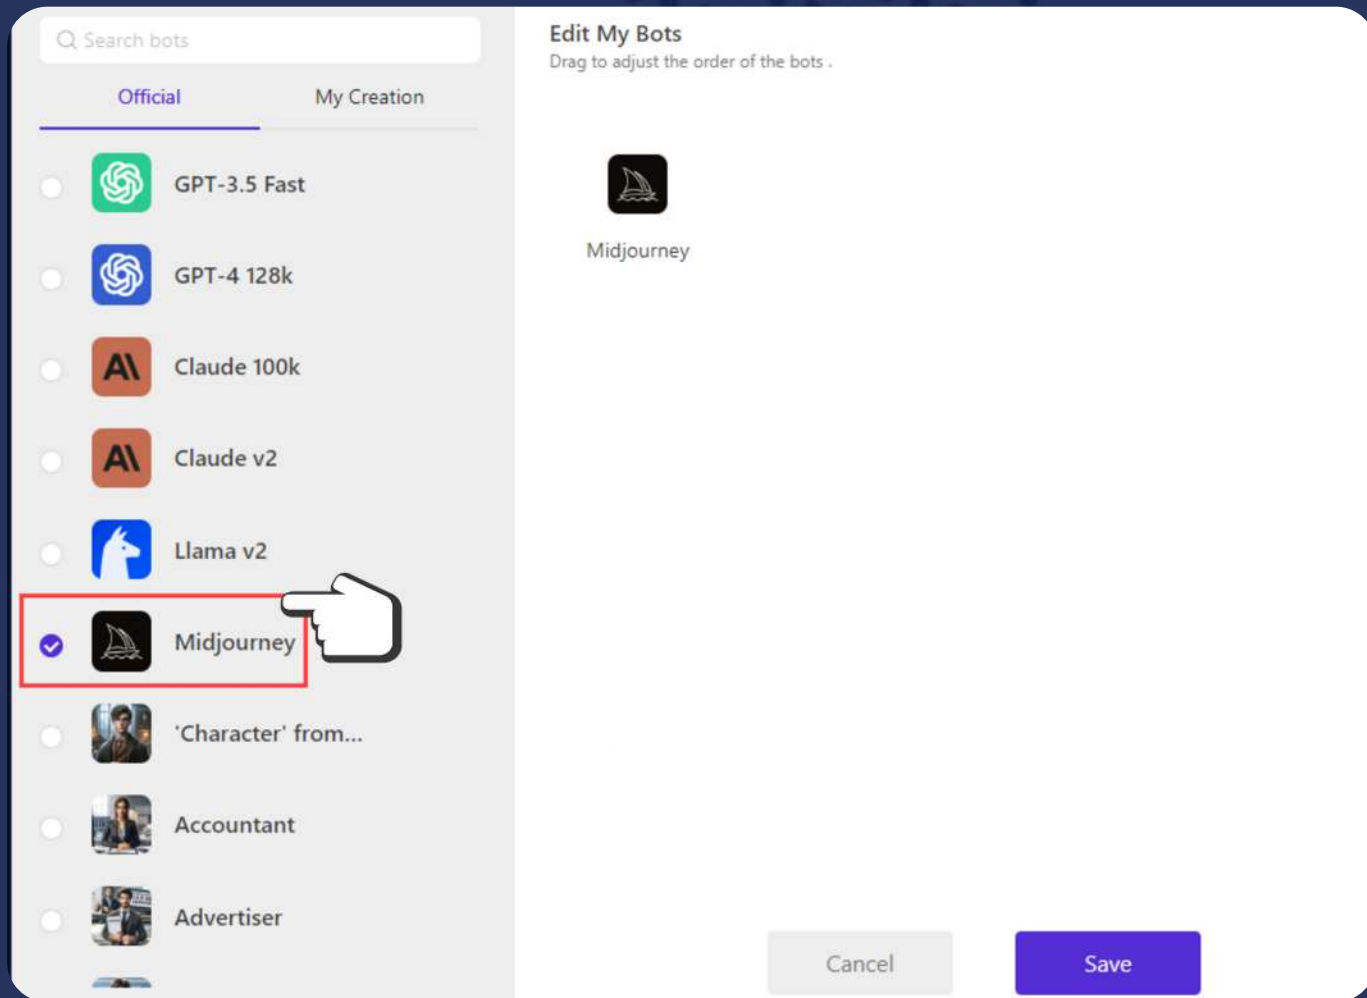 Search bots
Official
My Creation
GPT-3.5 Fast
GPT-4 128k
Claude 100k
Claude v2
Llama v2
Midjourney
'Character' from...
Accountant
Advertiser
Edit My Bots
Drag to adjust the order of the bots .
Midjourney
Cancel
Save